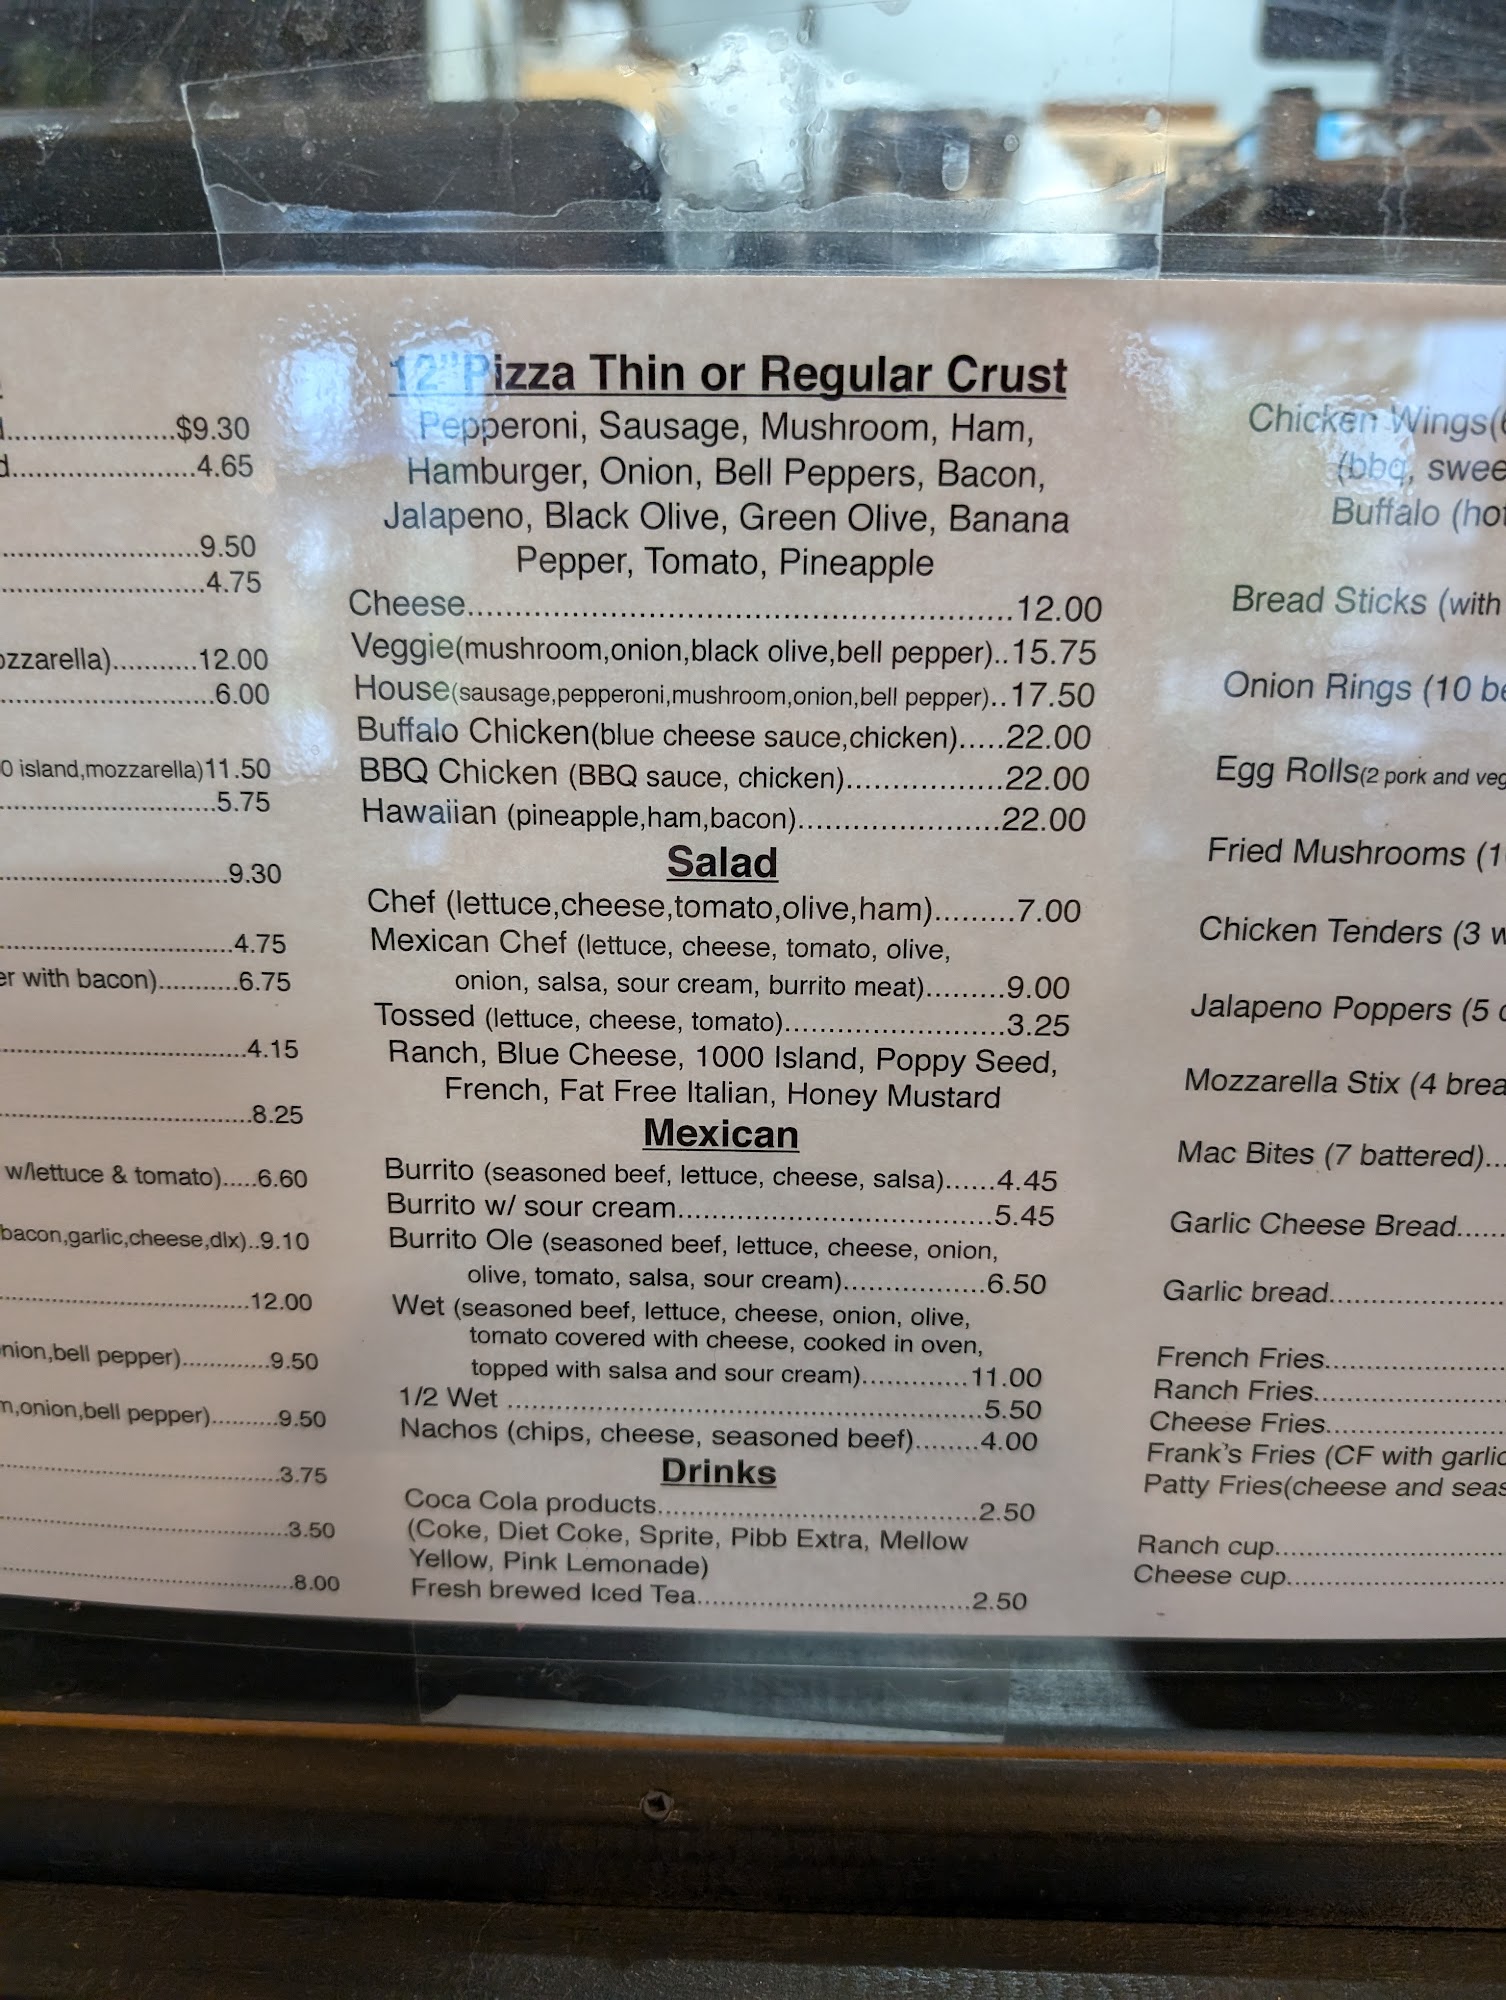 $9.30
4.65
9.50
4.75
12.00
6.00
island,mozzarella)11.50
5.75
9.30
4.75
with bacon)...........6.75
4.15
8.25
w/lettuce & tomato).....6.60
bacon,garlic,cheese,dlx)..9.10
12.00
bell pepper)............9.50
onion,bell pepper).........9.50
3.75
3.50
8.00
12" Pizza Thin or Regular Crust
Pepperoni, Sausage, Mushroom, Ham,
Hamburger, Onion, Bell Peppers, Bacon,
Jalapeno, Black Olive, Green Olive, Banana
Pepper, Tomato, Pineapple
Cheese......................................................12.00
Veggie(mushroom,onion,black olive,bell pepper)..15.75
House(sausage,pepperoni,mushroom,onion,bell pepper)..17.50
Buffalo Chicken(blue cheese sauce,chicken).....22.00
BBQ Chicken (BBQ sauce, chicken).................22.00
Hawaiian (pineapple,ham,bacon)......................22.00
Salad
Chef (lettuce,cheese,tomato,olive,ham).........7.00
Mexican Chef (lettuce, cheese, tomato, olive,
onion, salsa, sour cream, burrito meat).........9.00
Tossed (lettuce, cheese, tomato)........................3.25
Ranch, Blue Cheese, 1000 Island, Poppy Seed,
French, Fat Free Italian, Honey Mustard
Mexican
Burrito (seasoned beef, lettuce, cheese, salsa)......4.45
Burrito w/ sour cream....................................5.45
Burrito Ole (seasoned beef, lettuce, cheese, onion,
olive, tomato, salsa, sour cream).................6.50
Wet (seasoned beef, lettuce, cheese, onion, olive,
tomato covered with cheese, cooked in oven,
topped with salsa and sour cream)............11.00
1/2 Wet ......................................................5.50
Nachos (chips, cheese, seasoned beef)........4.00
Drinks
Coca Cola products....................................2.50
(Coke, Diet Coke, Sprite, Pibb Extra, Mellow
Yellow, Pink Lemonade)
Fresh brewed Iced Tea...............................2.50
Chicken Wings
(bbq,
Buffalo
Bread Sticks (with
Onion Rings (10
Egg Rolls(2 pork and
Fried Mushrooms
Chicken Tenders (3
Jalapeno Poppers (5
Mozzarella Stix (4
Mac Bites (7 battered)...
Garlic Cheese Bread......
Garlic bread....................
French Fries....................
Ranch Fries.....................
Cheese Fries...................
Frank's Fries (CF with
Patty Fries(cheese and
Ranch cup.......................
Cheese cup.....................